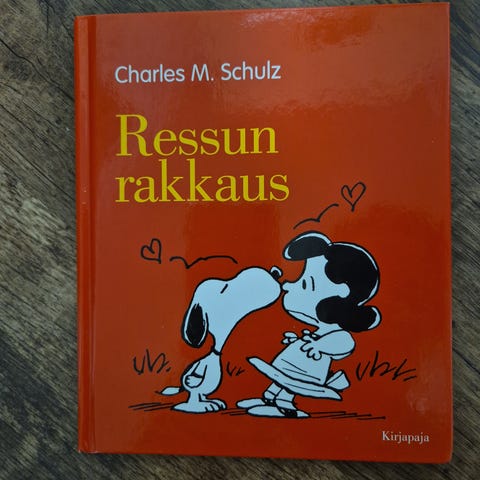 Charles M. Schulz
Ressun
rakkaus
Kirjapaja